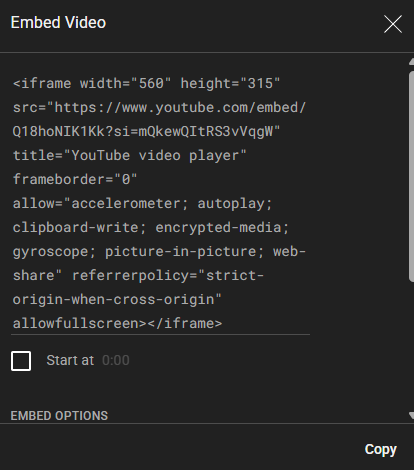 Embed Video
<iframe width="560" height="315"
src="https://www.youtube.com/embed/
Q18hoNIK1Kk?si=mQkewQItRS3vVqgW"
title="YouTube video player"
frameborder="0"
allow="accelerometer; autoplay;
clipboard-write; encrypted-media;
gyroscope; picture-in-picture; web-
share" referrerpolicy="strict-
origin-when-cross-origin"
allowfullscreen></iframe>
Start at 0:00
EMBED OPTIONS
Copy